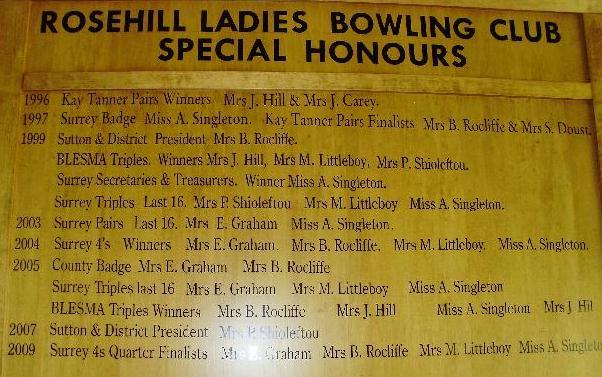 ROSEHILL LADIES BOWLING CLUB
SPECIAL HONOURS
1996 Kay Tanner Pairs Winners Mrs J. Hill & Mrs J. Carey.
1997 Surrey Badge Miss A. Singleton. Kay Tanner Pairs Finalists Mrs B. Rocliffe & Mrs S. Doust.
1999 Sutton & District President Mrs B. Rocliffe.
BLESMA Triples. Winners Mrs J. Hill, Mrs M. Littleboy, Mrs P. Shioleftou.
Surrey Secretaries & Treasurers. Winner Miss A. Singleton.
Surrey Triples Last 16. Mrs P. Shioleftou Mrs M. Littleboy Miss A. Singleton.
2003 Surrey Pairs Last 16. Mrs E. Graham Miss A. Singleton.
2004 Surrey 4's Winners Mrs E. Graham. Mrs B. Rocliffe. Mrs M. Littleboy. Miss A. Singleton.
2005 County Badge Mrs E. Graham Mrs B. Rocliffe
Surrey Triples last 16 Mrs E. Graham Mrs M. Littleboy Miss A. Singleton
BLESMA Triples Winners Mrs B. Rocliffe Mrs J. Hill Miss A. Singleton Mrs J Hil
2007 Sutton & District President Mrs P. Shioleftou
2009 Surrey 4s Quarter Finalists Mrs E. Graham Mrs B. Rocliffe Mrs M. Littleboy Miss A. Singleto